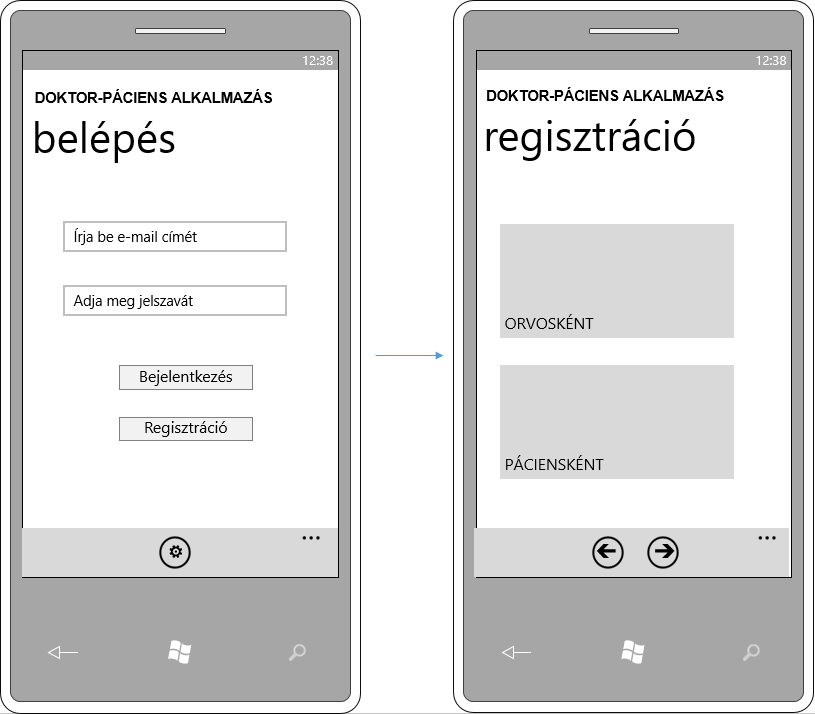 12:38
DOKTOR-PÁCIENS ALKALMAZÁS
belépés
Írja be e-mail címét
Adja meg jelszavát
Bejelentkezés
Regisztráció
12:38
DOKTOR-PÁCIENS ALKALMAZÁS
regisztráció
ORVOSKÉNT
PÁCIENSKÉNT